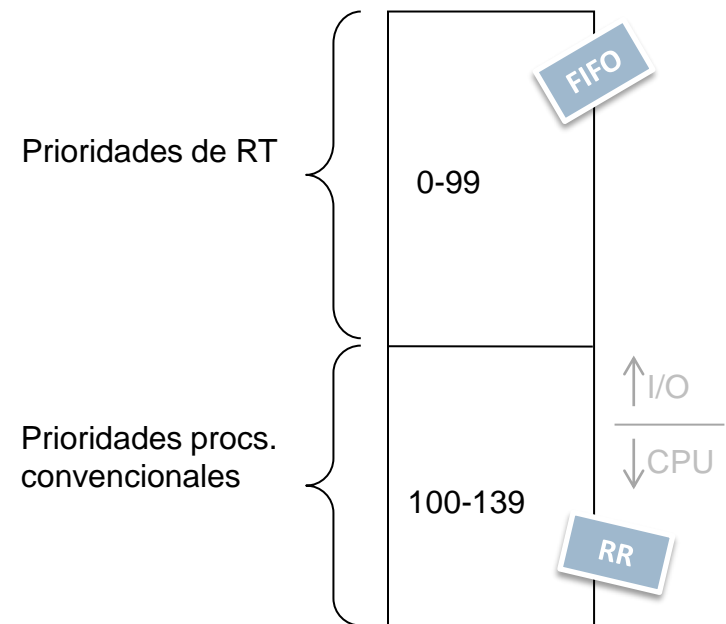 FIFO
Prioridades de RT
0-99
I/O
Prioridades procs.
convencionales
CPU
100-139
RR